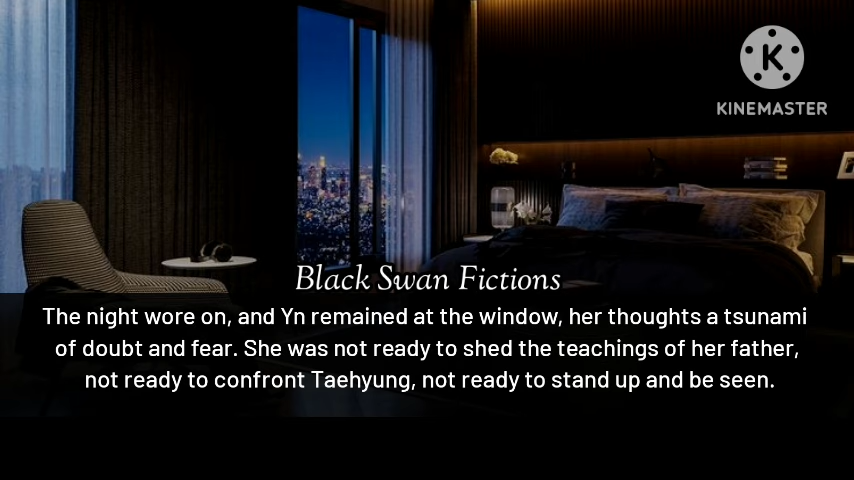 KINEMASTER
Black Swan Fictions
The night wore on, and Yn remained at the window, her thoughts a tsunami
of doubt and fear. She was not ready to shed the teachings of her father,
not ready to confront Taehyung, not ready to stand up and be seen.